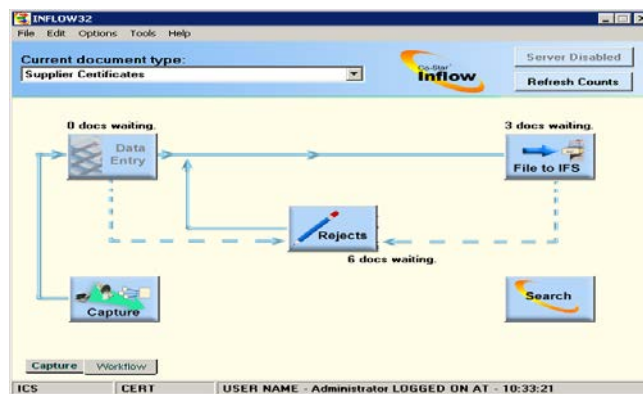 INFLOW32
File Edit Options Tools Help
Current document type:
Supplier Certificates
Co-Star
Inflow
Server Disabled
Refresh Counts
0 docs waiting.
Data
Entry
3 docs waiting.
File to IFS
Rejects
6 docs waiting.
Capture
Search
Capture Workflow
ICS CERT USER NAME - Administrator LOGGED ON AT - 10:33:21